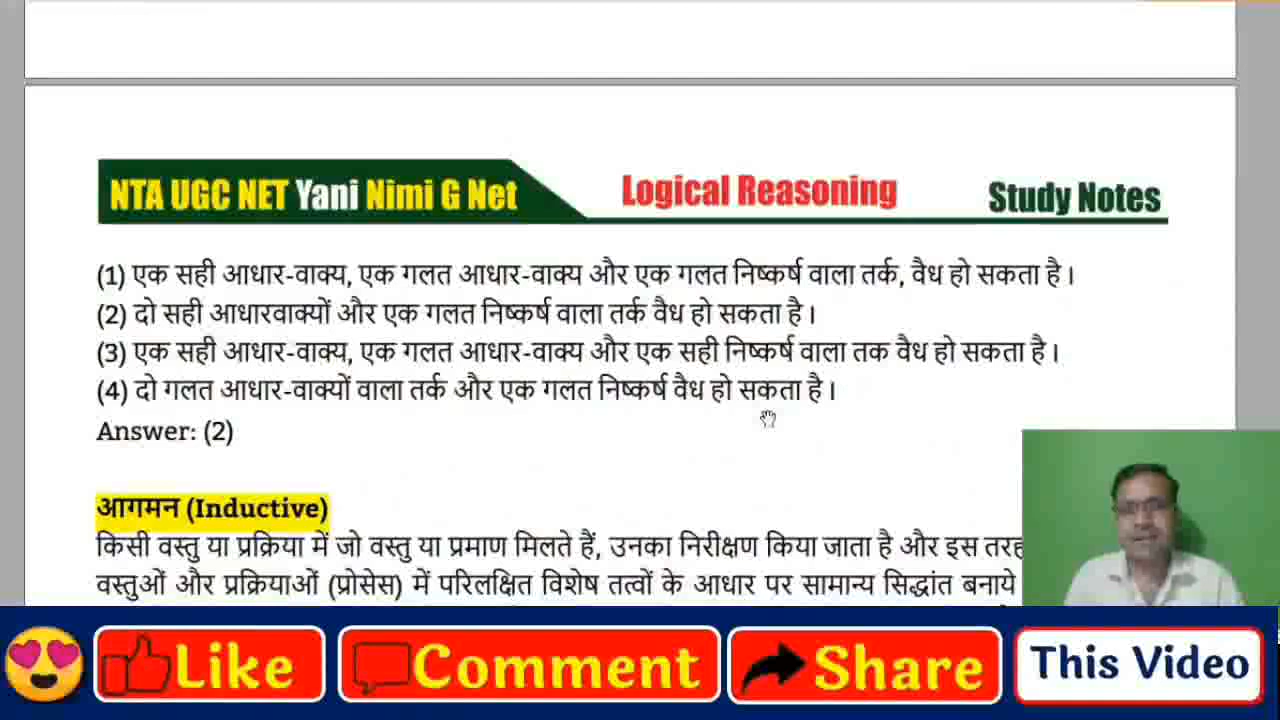 NTA UGC NET Yani Nimi G Net Logical Reasoning Study Notes
(1) एक सही आधार-वाक्य, एक गलत आधार-वाक्य और एक गलत निष्कर्ष वाला तर्क, वैध हो सकता है ।
(2) दो सही आधारवाक्यों और एक गलत निष्कर्ष वाला तर्क वैध हो सकता है ।
(3) एक सही आधार-वाक्य, एक गलत आधार-वाक्य और एक सही निष्कर्ष वाला तक वैध हो सकता है ।
(4) दो गलत आधार-वाक्यों वाला तर्क और एक गलत निष्कर्ष वैध हो सकता है ।
Answer: (2)
आगमन (Inductive)
किसी वस्तु या प्रक्रिया में जो वस्तु या प्रमाण मिलते हैं, उनका निरीक्षण किया जाता है और इस तरह
वस्तुओं और प्रक्रियाओं (प्रोसेस) में परिलक्षित विशेष तत्वों के आधार पर सामान्य सिद्धांत बनाये
Like Comment Share This Video